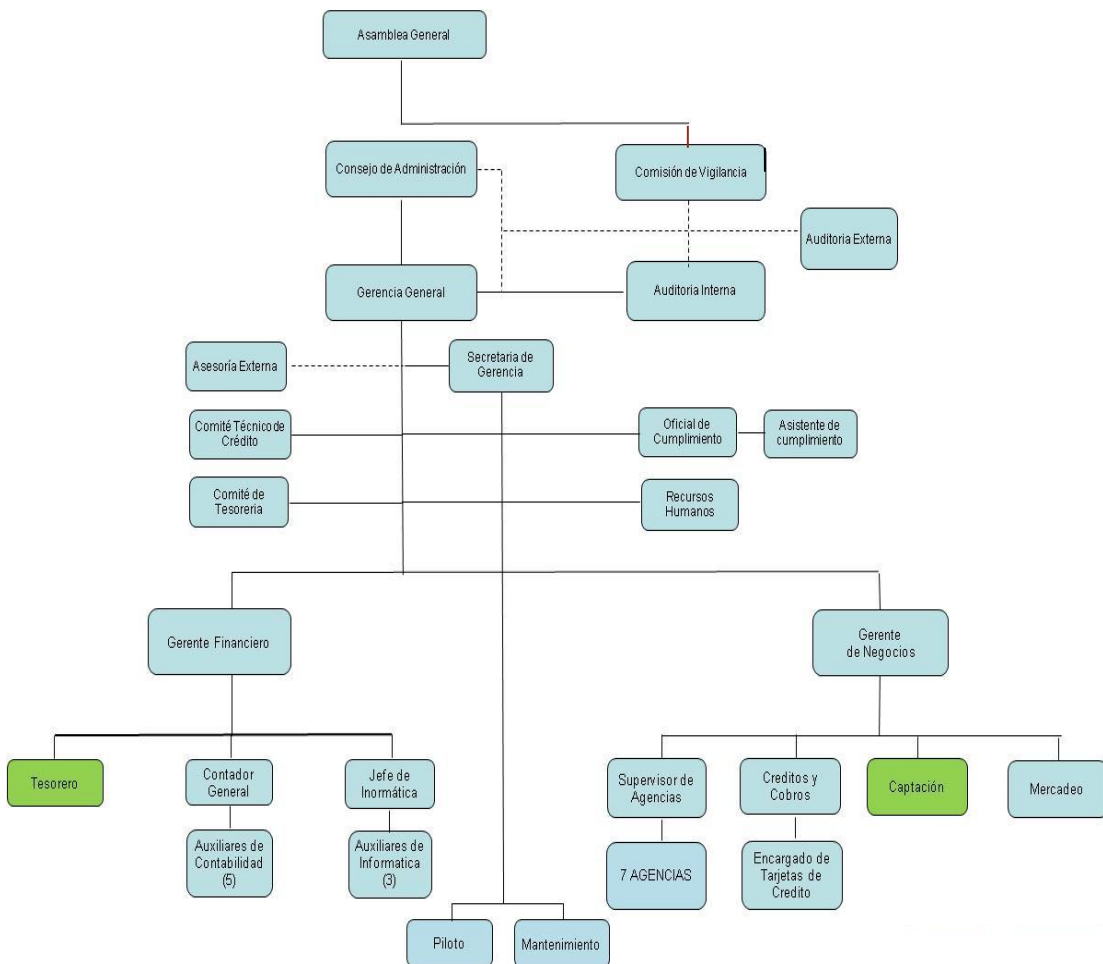 Asamblea General
Consejo de Administración
Comisión de Vigilancia
Auditoria Externa
Gerencia General
Auditoria Interna
Asesoría Externa
Secretaria de
Gerencia
Comité Técnico de
Crédito
Oficial de
Cumplimiento
Asistente de
cumplimiento
Comité de
Tesoreria
Recursos
Humanos
Gerente Financiero
Gerente
de Negocios
Tesorero
Contador
General
Jefe de
Inormática
Supervisor de
Agencias
Creditos y
Cobros
Captación
Mercadeo
Auxiliares de
Contabilidad
(5)
Auxiliares de
Informatica
(3)
7 AGENCIAS
Encargado de
Tarjetas de
Credito
Piloto
Mantenimiento